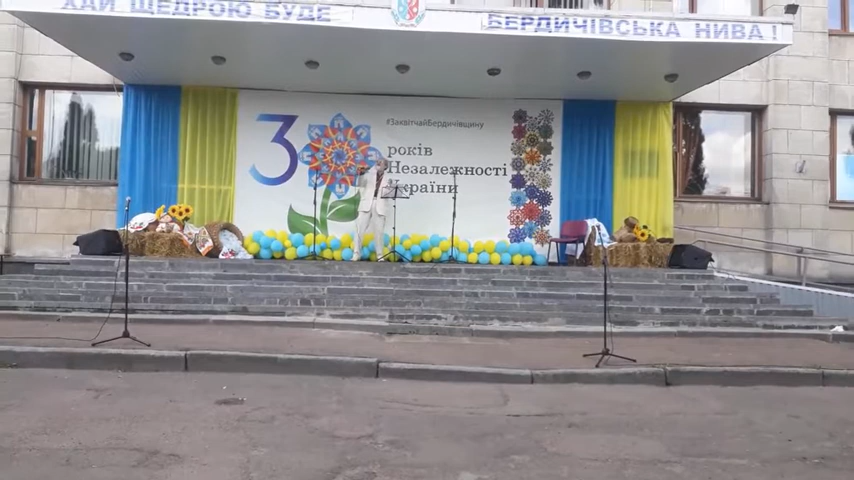 ХАЙ ЩЕДРОЮ БУДЕ
БЕРДИЧІВСЬКА НИВА !
#ЗаквітчайБердичівщину
30
років
Незалежності
України